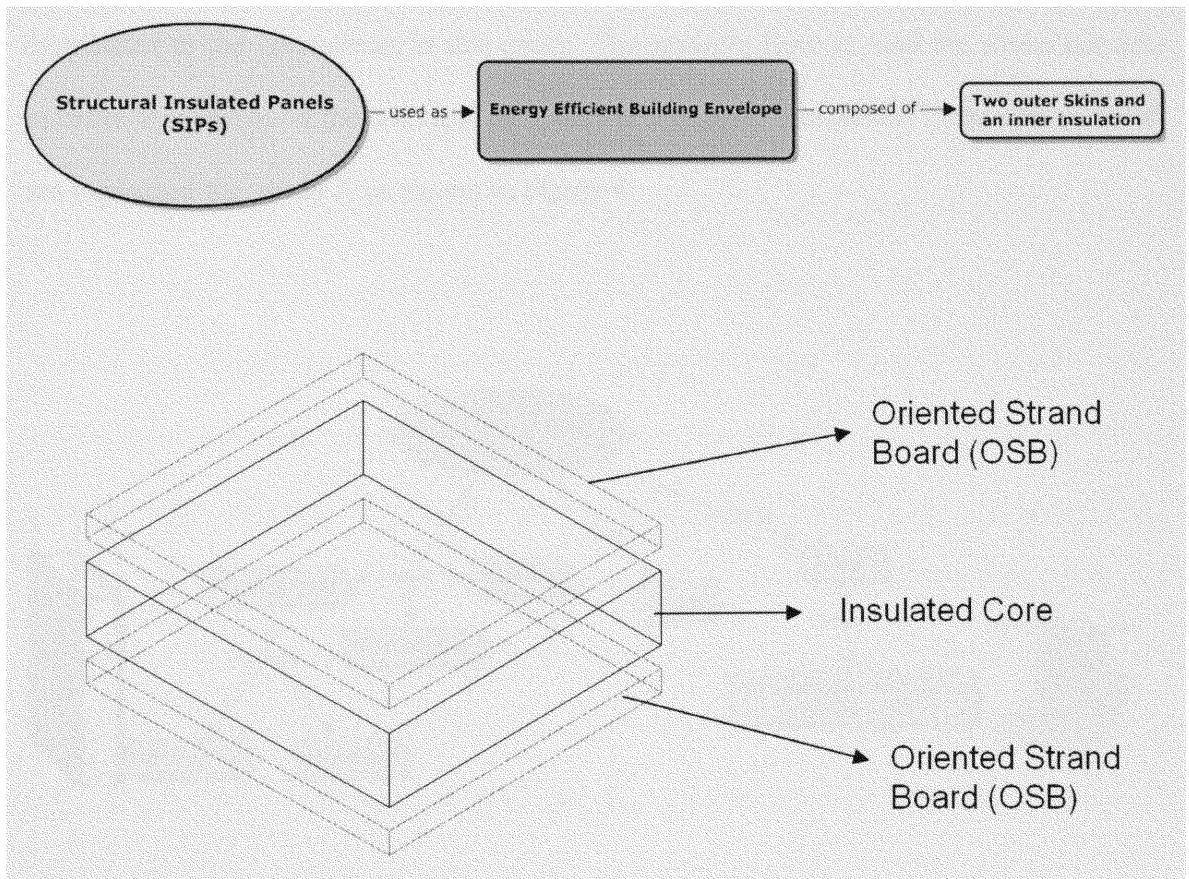 Structural Insulated Panels
(SIPs)
used as
Energy Efficient Building Envelope
composed of
Two outer Skins and
an inner insulation
Oriented Strand
Board (OSB)
Insulated Core
Oriented Strand
Board (OSB)